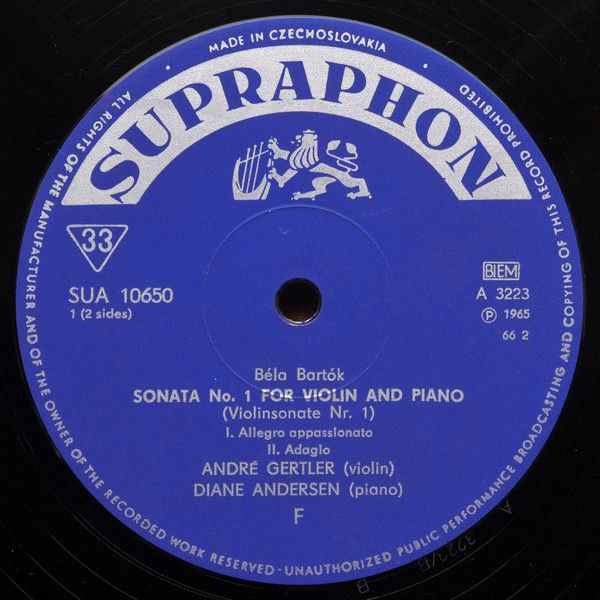 MADE IN CZECHOSLOVAKIA
ALL RIGHTS OF THE MANUFACTURER AND OF THE OWNER OF THE RECORDED WORK RESERVED - UNAUTHORIZED PUBLIC PERFORMANCE BROADCASTING AND COPYING OF THIS RECORD PROHIBITED
SUPRAPHON
33
SUA 10650
1 (2 sides)
BIEM
A 3223
℗ 1965
66 2
Béla Bartók
SONATA No. 1 FOR VIOLIN AND PIANO
(Violinsonate Nr. 1)
I. Allegro appassionato
II. Adagio
ANDRÉ GERTLER (violin)
DIANE ANDERSEN (piano)
F